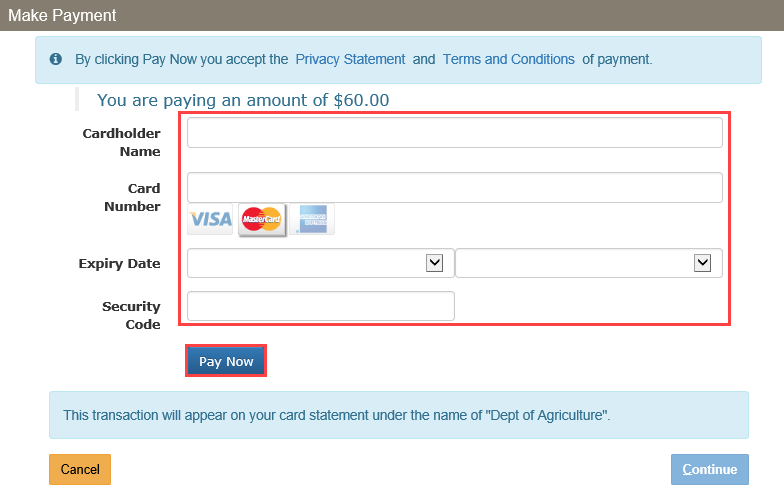 Make Payment
By clicking Pay Now you accept the Privacy Statement and Terms and Conditions of payment.
You are paying an amount of $60.00
Cardholder
Name
Card
Number
VISA MasterCard
Expiry Date
Security
Code
Pay Now
This transaction will appear on your card statement under the name of "Dept of Agriculture".
Cancel
Continue